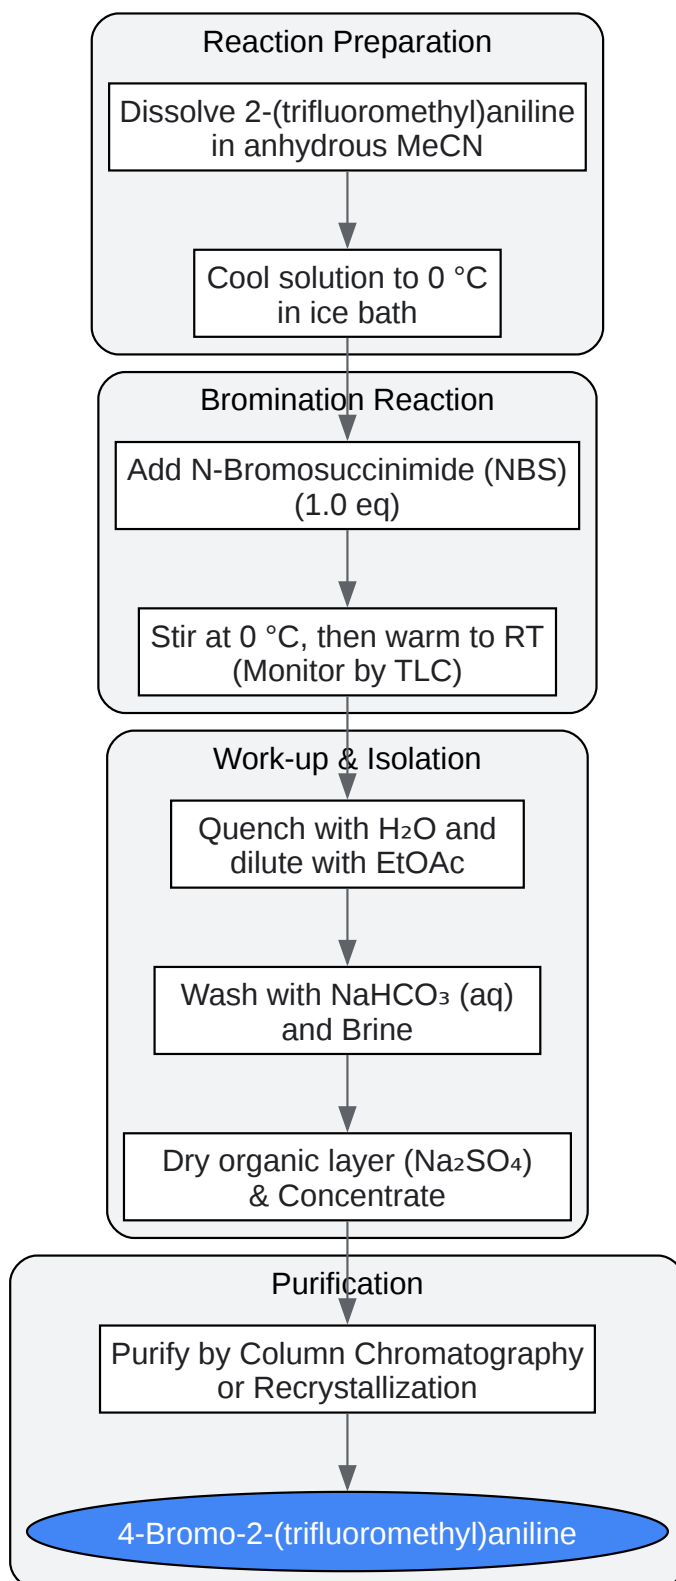 Reaction Preparation
Dissolve 2-(trifluoromethyl)aniline
in anhydrous MeCN
Cool solution to 0 °C
in ice bath
Bromination Reaction
Add N-Bromosuccinimide (NBS)
(1.0 eq)
Stir at 0 °C, then warm to RT
(Monitor by TLC)
Work-up & Isolation
Quench with H₂O and
dilute with EtOAc
Wash with NaHCO₃ (aq)
and Brine
Dry organic layer (Na₂SO₄)
& Concentrate
Purification
Purify by Column Chromatography
or Recrystallization
4-Bromo-2-(trifluoromethyl)aniline